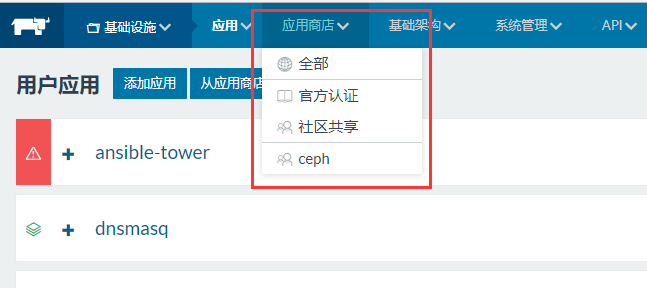 基础设施 应用 应用商店 基础架构 系统管理 API
全部
用户应用 添加应用 从应用商店
官方认证
社区共享
ansible-tower
ceph
dnsmasq